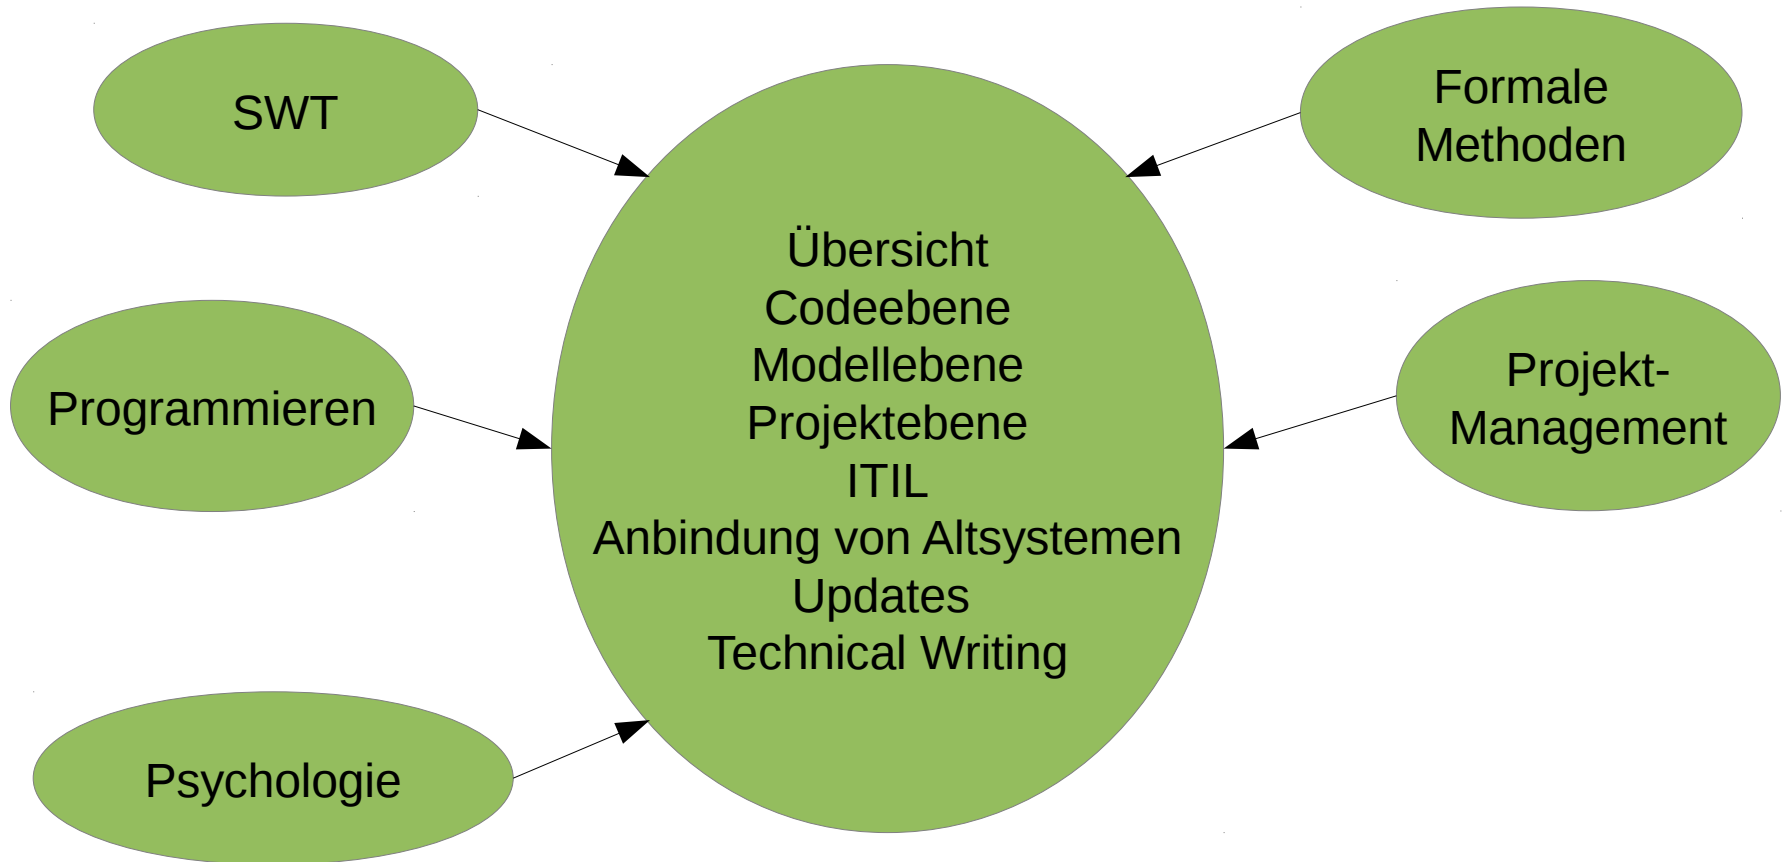 SWT
Formale
Methoden
Übersicht
Codeebene
Modellebene
Projektebene
ITIL
Anbindung von Altsystemen
Updates
Technical Writing
Programmieren
Projekt-
Management
Psychologie